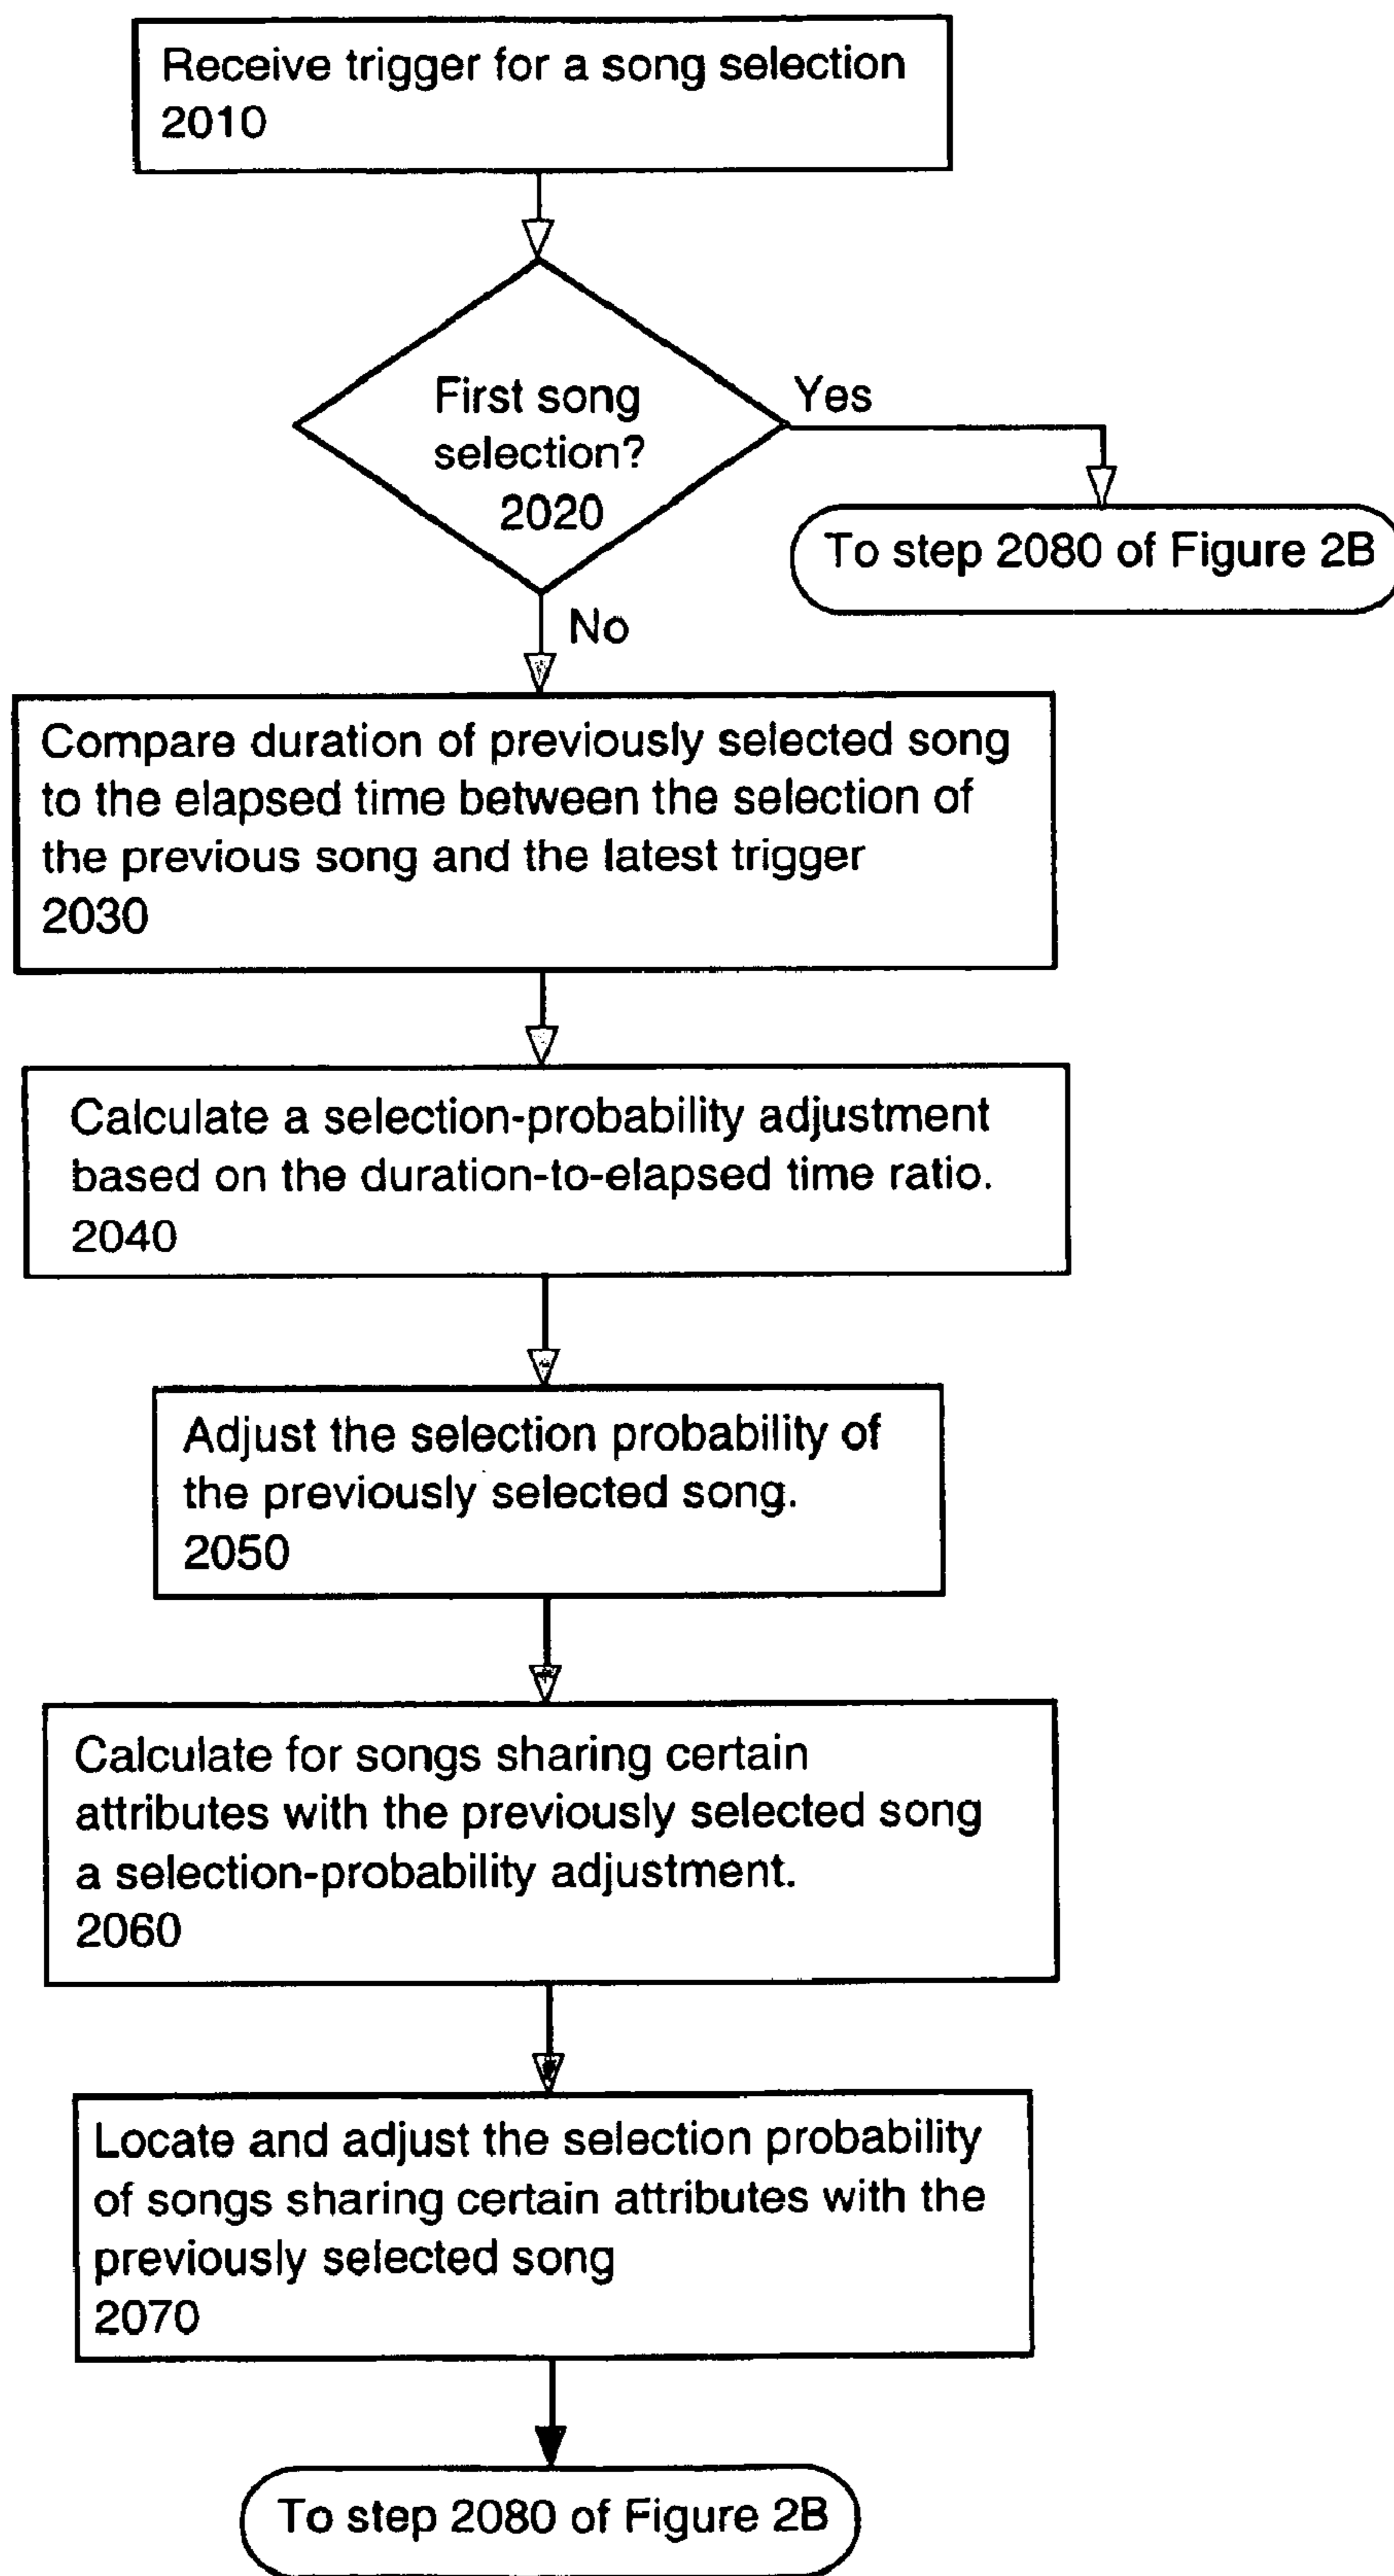 Receive trigger for a song selection
2010
First song
selection?
2020
Yes
To step 2080 of Figure 2B
No
Compare duration of previously selected song
to the elapsed time between the selection of
the previous song and the latest trigger
2030
Calculate a selection-probability adjustment
based on the duration-to-elapsed time ratio.
2040
Adjust the selection probability of
the previously selected song.
2050
Calculate for songs sharing certain
attributes with the previously selected song
a selection-probability adjustment.
2060
Locate and adjust the selection probability
of songs sharing certain attributes with the
previously selected song
2070
To step 2080 of Figure 2B